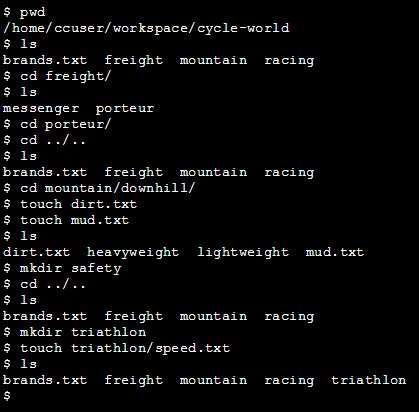 $ pwd
/home/ccuser/workspace/cycle-world
$ ls
brands.txt  freight  mountain  racing
$ cd freight/
$ ls
messenger  porteur
$ cd porteur/
$ cd ../..
$ ls
brands.txt  freight  mountain  racing
$ cd mountain/downhill/
$ touch dirt.txt
$ touch mud.txt
$ ls
dirt.txt  heavyweight  lightweight  mud.txt
$ mkdir safety
$ cd ../..
$ ls
brands.txt  freight  mountain  racing
$ mkdir triathlon
$ touch triathlon/speed.txt
$ ls
brands.txt  freight  mountain  racing  triathlon
$